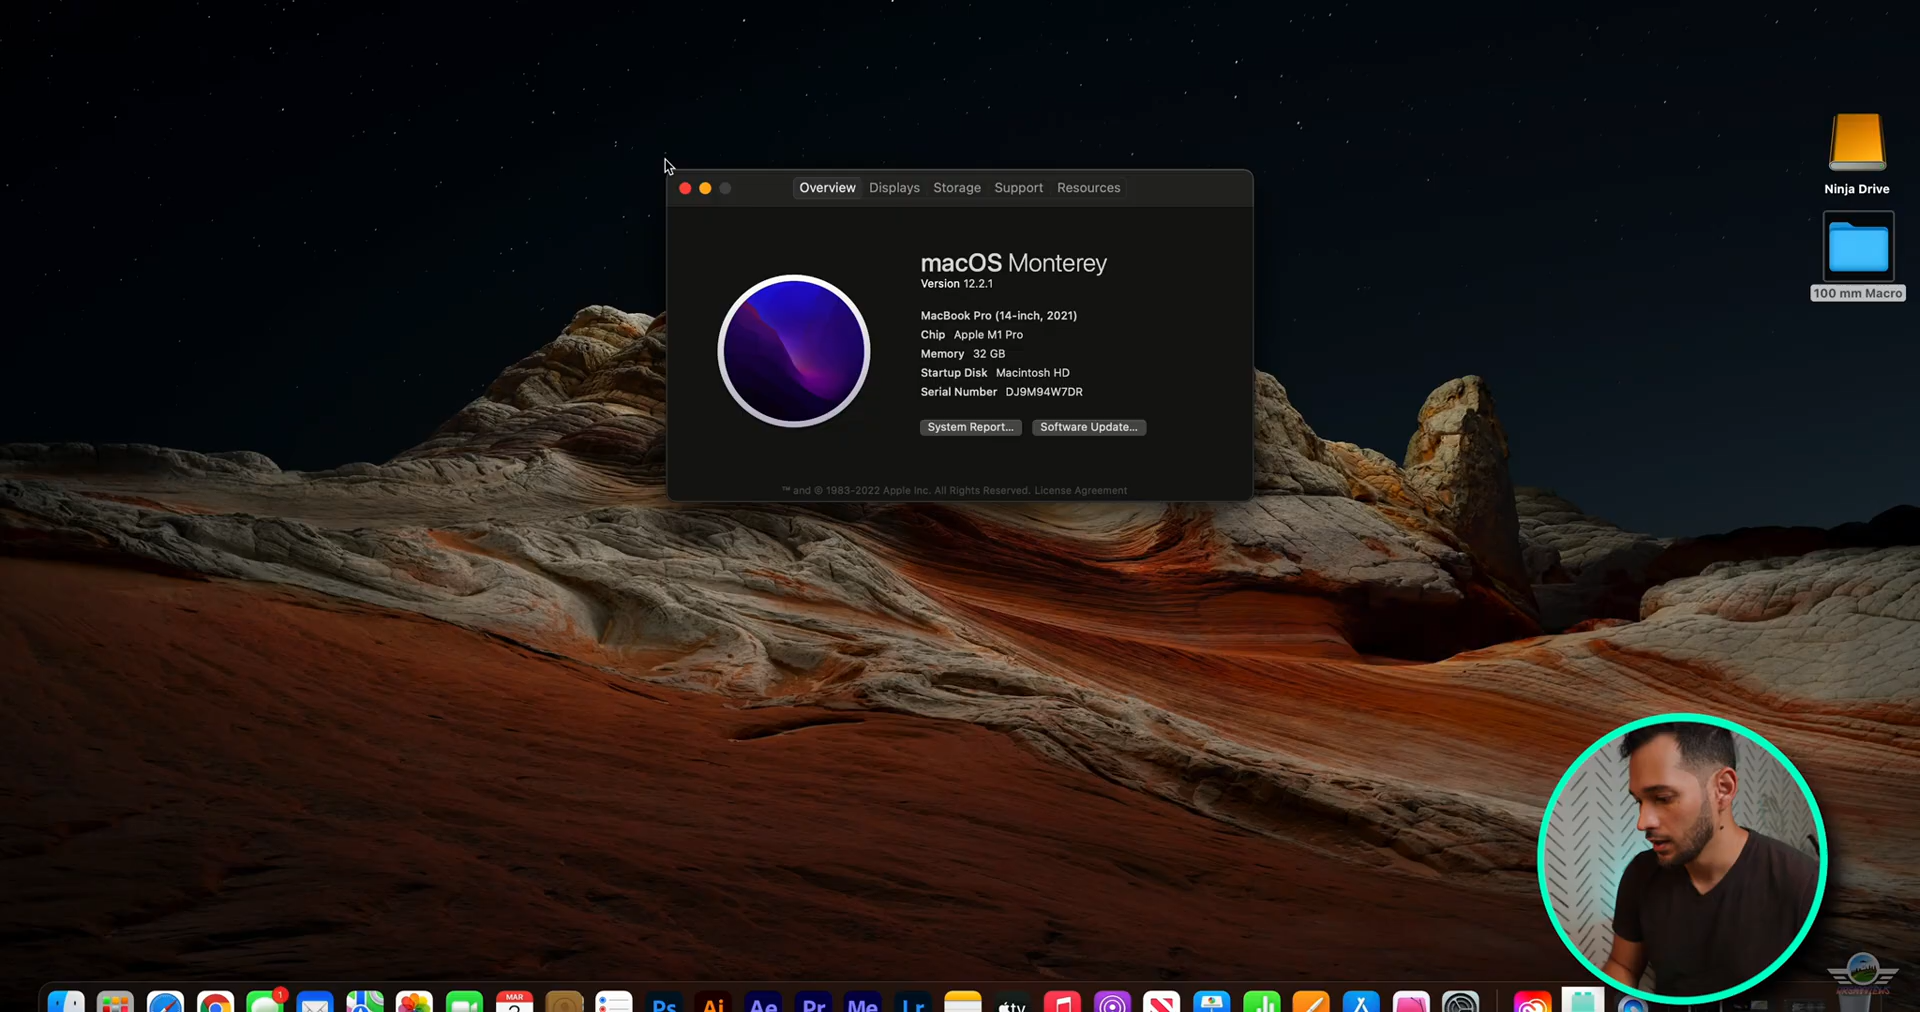 Overview Displays Storage Support Resources
macOS Monterey
Version 12.2.1
MacBook Pro (14-inch, 2021)
Chip Apple M1 Pro
Memory 32 GB
Startup Disk Macintosh HD
Serial Number DJ9M94W7DR
System Report... Software Update...
™ and © 1983-2022 Apple Inc. All Rights Reserved. License Agreement
Ninja Drive
100 mm Macro
1
MAR
Ps Ai Ae Pr Me Lr
tv